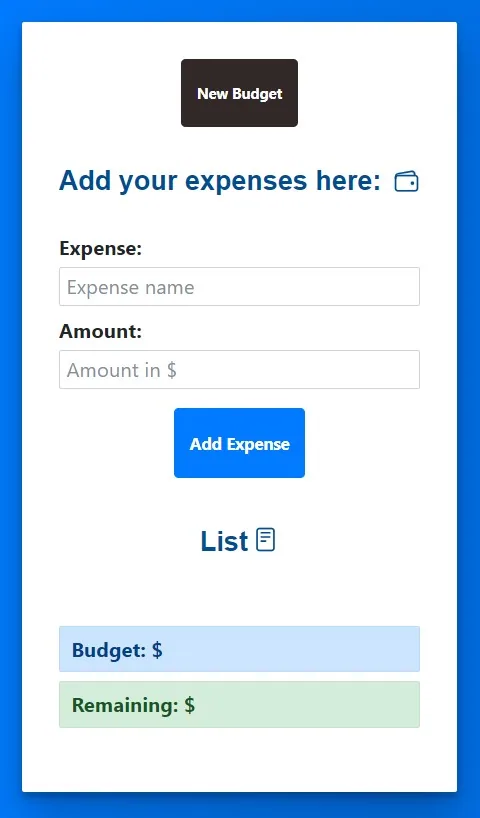 New Budget
Add your expenses here:
Expense:
Expense name
Amount:
Amount in $
Add Expense
List
Budget: $
Remaining: $